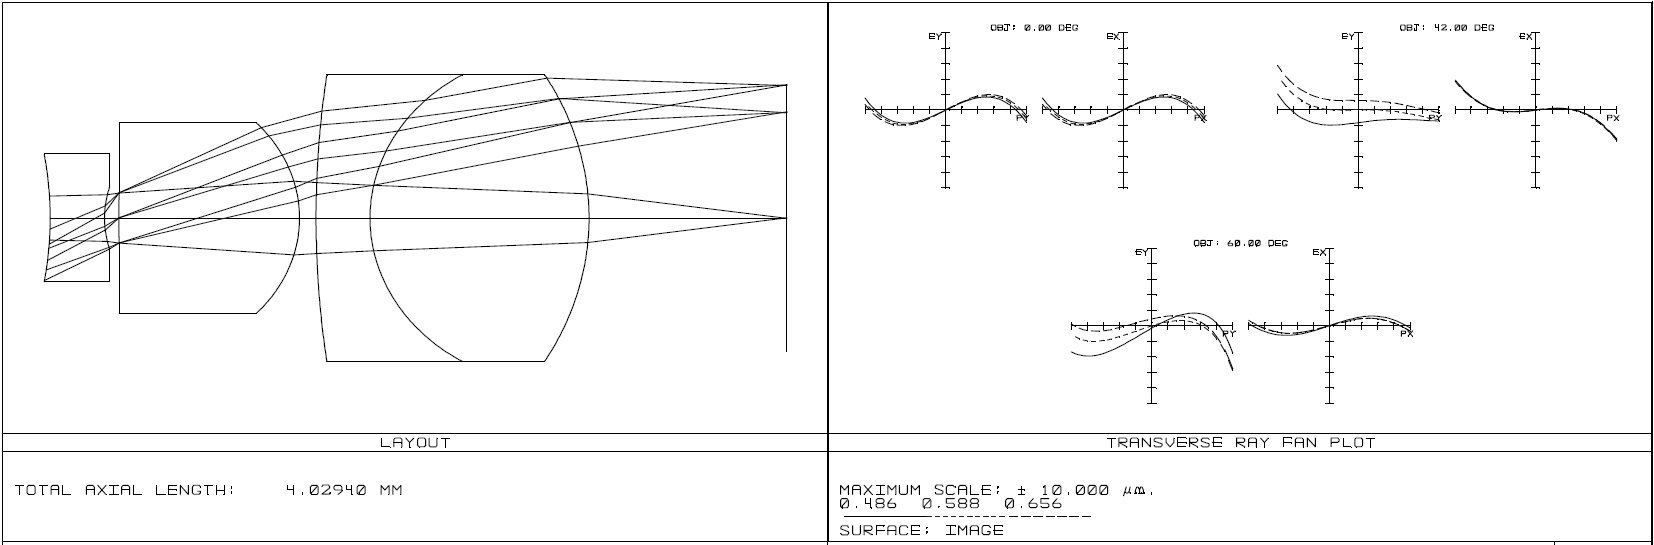 OBJ: 0.00 DEG
OBJ: 42.00 DEG
EY
EX
EY
EX
PY
PX
PY
PX
OBJ: 60.00 DEG
EY
EX
PY
PX
LAYOUT
TRANSVERSE RAY FAN PLOT
TOTAL AXIAL LENGTH: 4.02940 MM
MAXIMUM SCALE: ± 10.000 µm.
0.486 0.588 0.656
SURFACE: IMAGE